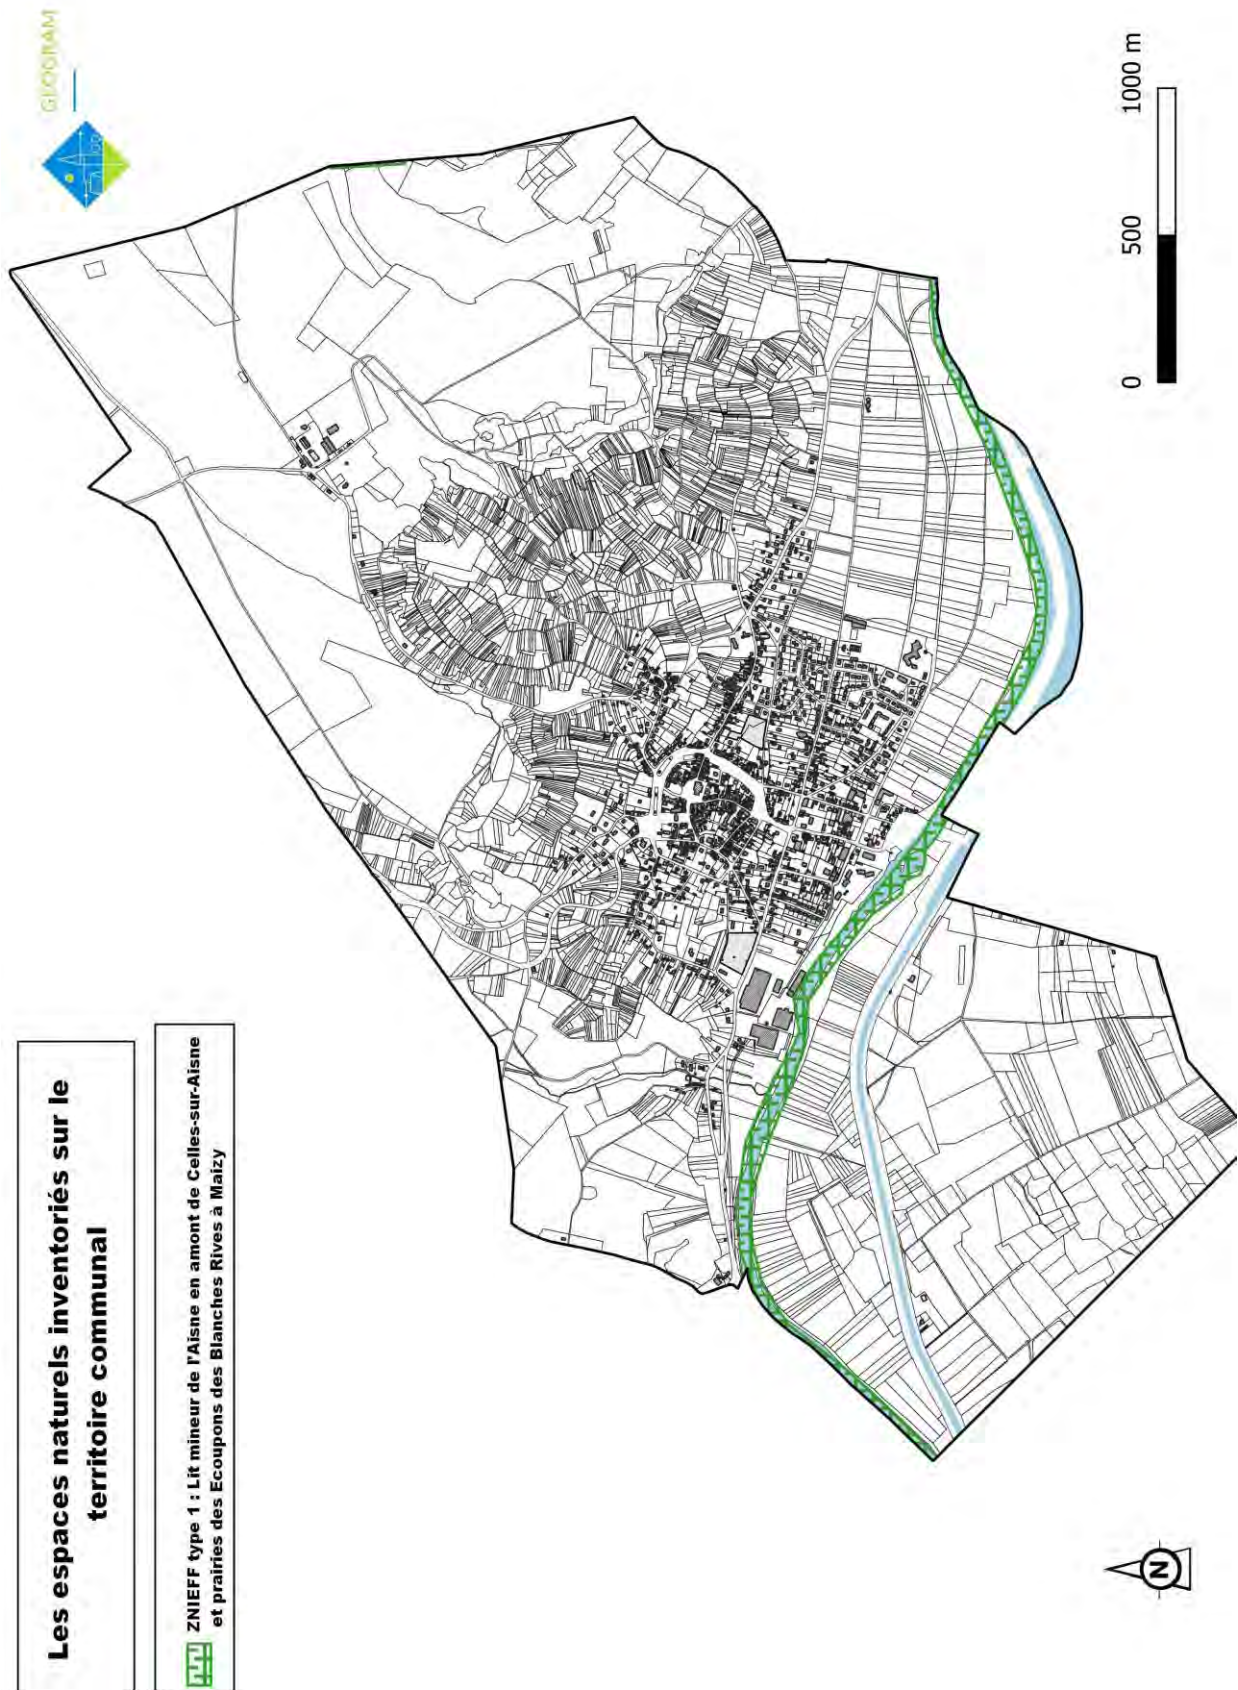 Les espaces naturels inventoriés sur le
territoire communal
ZNIEFF type 1 : Lit mineur de l'Aisne en amont de Celles-sur-Aisne
et prairies des Ecoupons des Blanches Rives à Maizy
GEOGRAM
N
0 500 1000 m